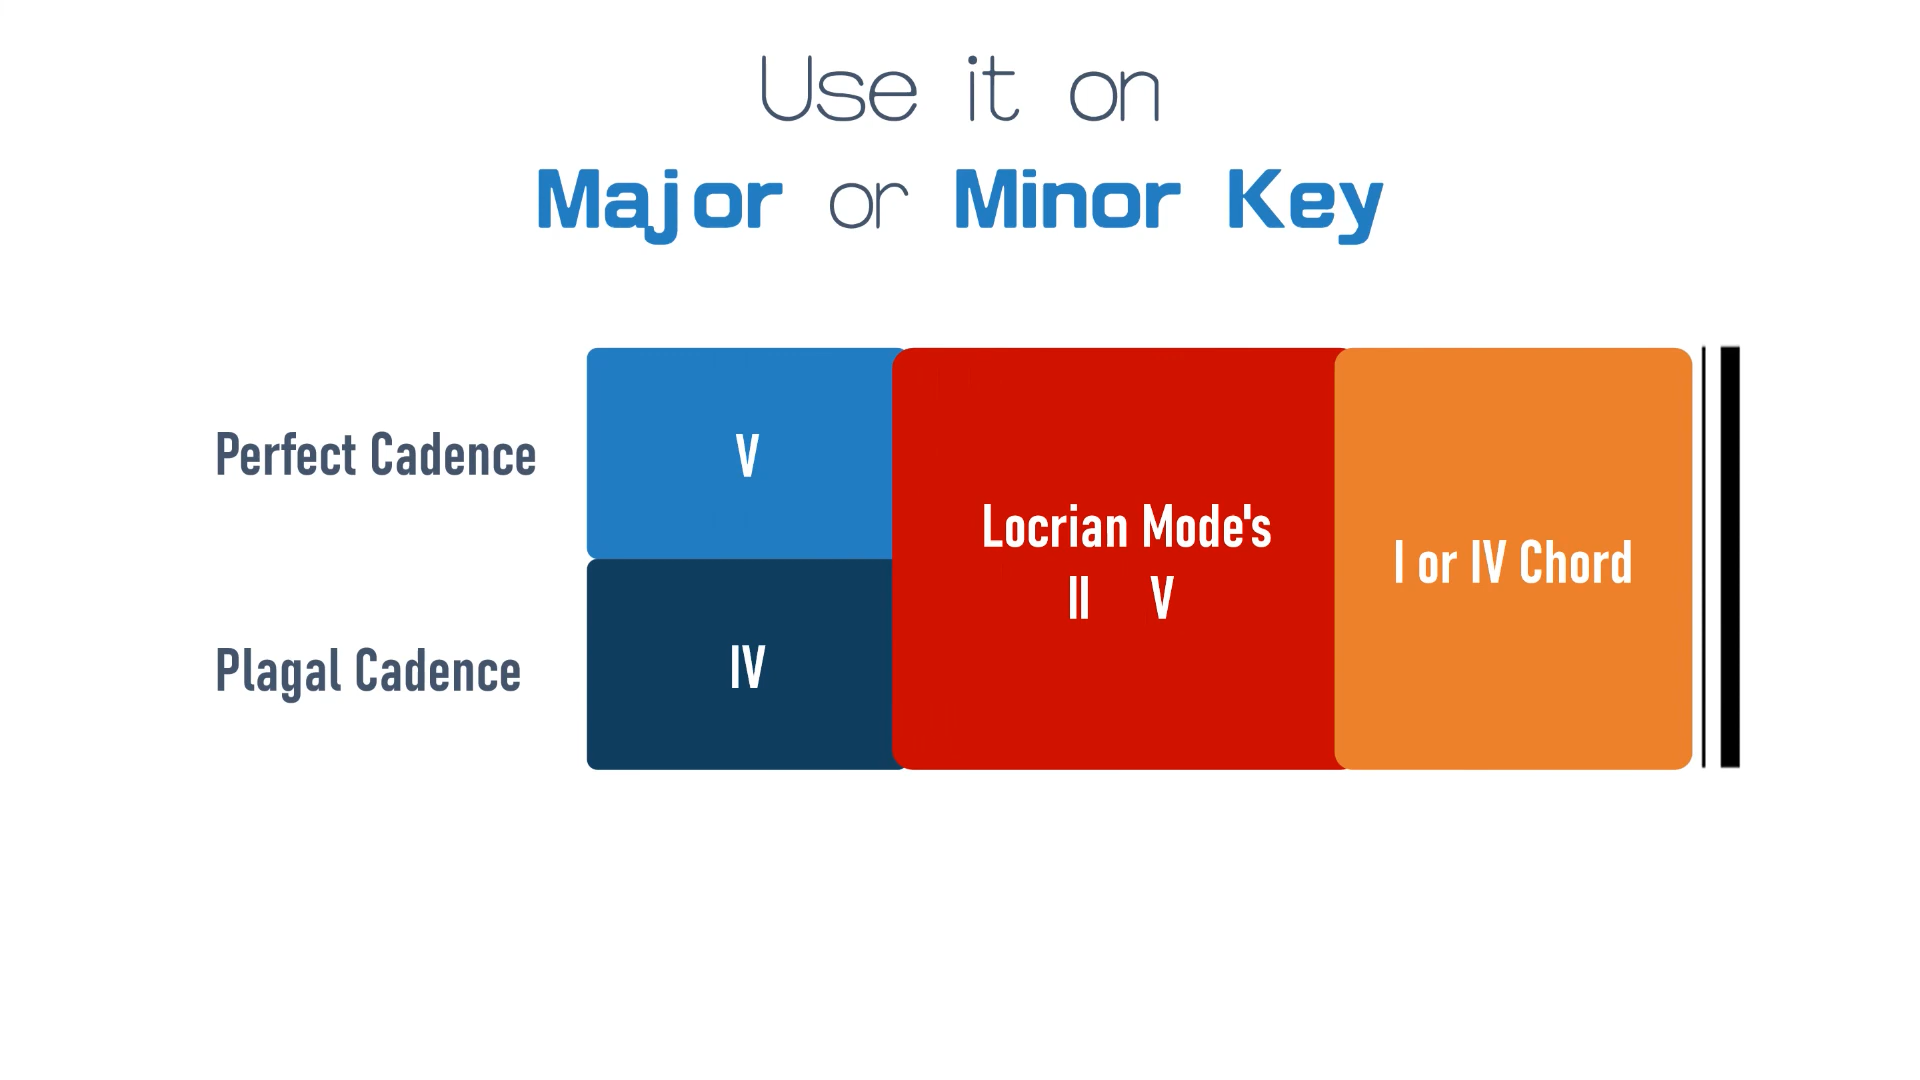 Use it on
Major or Minor Key
Perfect Cadence
V
Locrian Mode's
II V
I or IV Chord
Plagal Cadence
IV